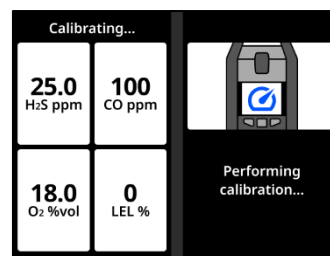 Calibrating...
25.0
H₂S ppm
100
CO ppm
18.0
O₂ %vol
0
LEL %
Performing
calibration...